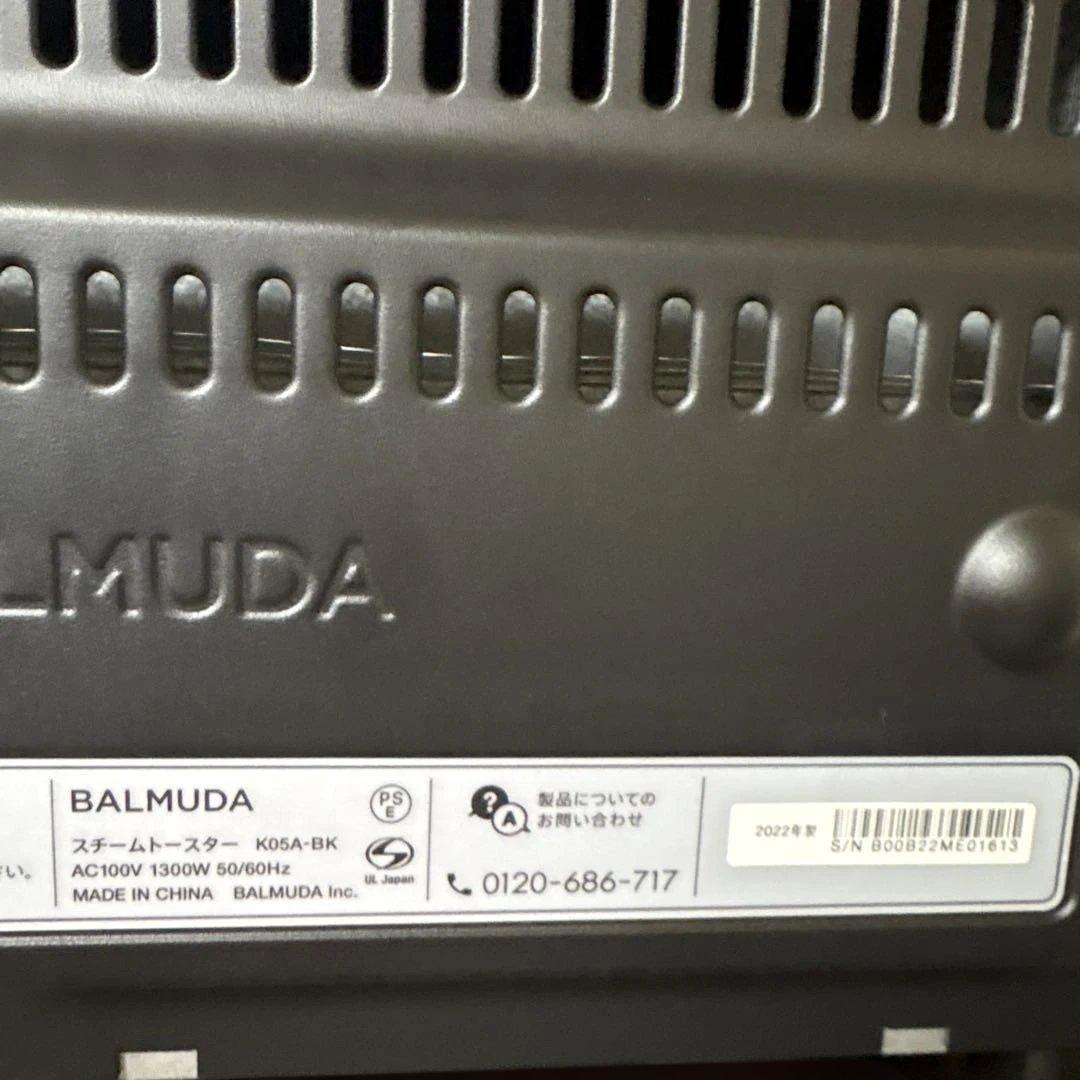 LMUDA
さい。
BALMUDA
スチームトースター K05A-BK
AC100V 1300W 50/60Hz
MADE IN CHINA BALMUDA Inc.
PS
E
UL Japan
? A
製品についての
お問い合わせ
0120-686-717
2022年製
S/N B00B22ME01613